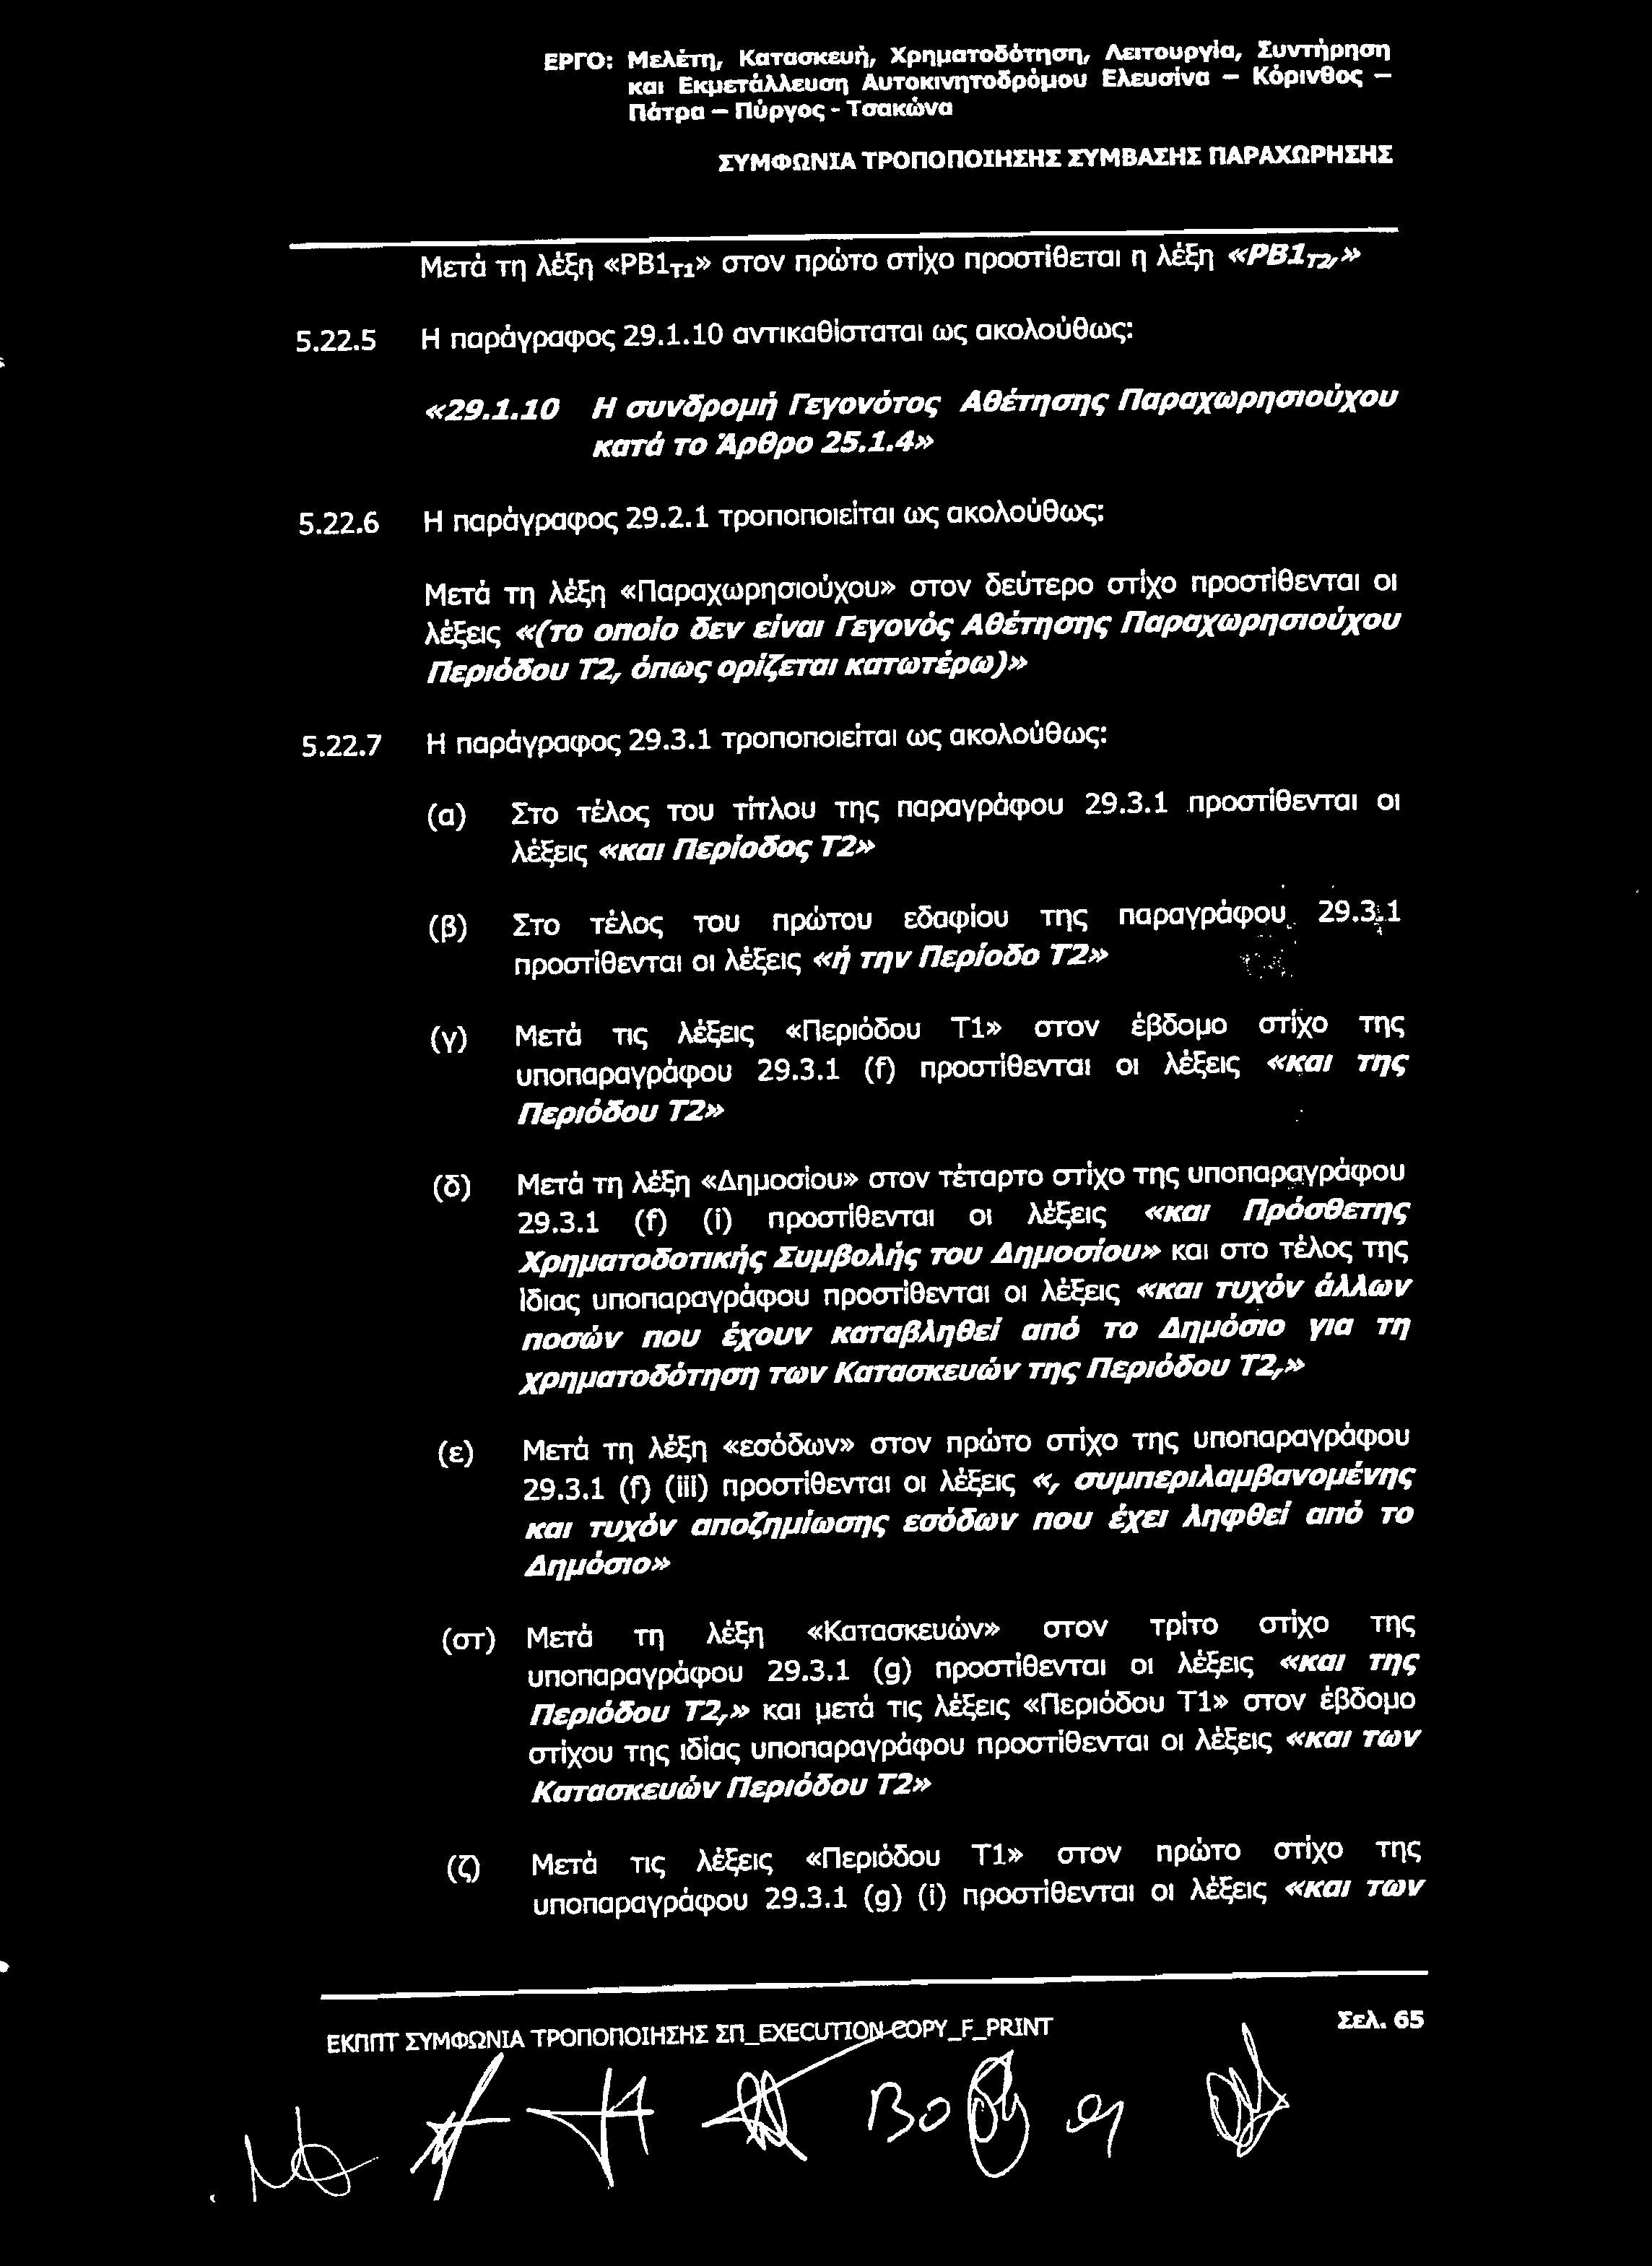 ΕΡΓΟ: Μελέτη, Κατασκευή, Χρηματοδότηση, Λειτουργία, Συντήρηση
και Εκμετάλλευση Αυτοκινητοδρόμου Ελευσίνα – Κόρινθος –
Πάτρα – Πύργος - Τσακώνα
ΣΥΜΦΩΝΙΑ ΤΡΟΠΟΠΟΙΗΣΗΣ ΣΥΜΒΑΣΗΣ ΠΑΡΑΧΩΡΗΣΗΣ
Μετά τη λέξη «PB1T1» στον πρώτο στίχο προστίθεται η λέξη «PB1T2,»
5.22.5 Η παράγραφος 29.1.10 αντικαθίσταται ως ακολούθως:
«29.1.10 Η συνδρομή Γεγονότος Αθέτησης Παραχωρησιούχου
κατά το Άρθρο 25.1.4»
5.22.6 Η παράγραφος 29.2.1 τροποποιείται ως ακολούθως:
Μετά τη λέξη «Παραχωρησιούχου» στον δεύτερο στίχο προστίθενται οι
λέξεις «(το οποίο δεν είναι Γεγονός Αθέτησης Παραχωρησιούχου
Περιόδου Τ2, όπως ορίζεται κατωτέρω)»
5.22.7 Η παράγραφος 29.3.1 τροποποιείται ως ακολούθως:
(α) Στο τέλος του τίτλου της παραγράφου 29.3.1 προστίθενται οι
λέξεις «και Περίοδος Τ2»
(β) Στο τέλος του πρώτου εδαφίου της παραγράφου 29.3.1
προστίθενται οι λέξεις «ή την Περίοδο Τ2»
(γ) Μετά τις λέξεις «Περιόδου Τ1» στον έβδομο στίχο της
υποπαραγράφου 29.3.1 (f) προστίθενται οι λέξεις «και της
Περιόδου Τ2»
(δ) Μετά τη λέξη «Δημοσίου» στον τέταρτο στίχο της υποπαραγράφου
29.3.1 (f) (i) προστίθενται οι λέξεις «και Πρόσθετης
Χρηματοδοτικής Συμβολής του Δημοσίου» και στο τέλος της
ίδιας υποπαραγράφου προστίθενται οι λέξεις «και τυχόν άλλων
ποσών που έχουν καταβληθεί από το Δημόσιο για τη
χρηματοδότηση των Κατασκευών της Περιόδου Τ2,»
(ε) Μετά τη λέξη «εσόδων» στον πρώτο στίχο της υποπαραγράφου
29.3.1 (f) (iii) προστίθενται οι λέξεις «, συμπεριλαμβανομένης
και τυχόν αποζημίωσης εσόδων που έχει ληφθεί από το
Δημόσιο»
(στ) Μετά τη λέξη «Κατασκευών» στον τρίτο στίχο της
υποπαραγράφου 29.3.1 (g) προστίθενται οι λέξεις «και της
Περιόδου Τ2,» και μετά τις λέξεις «Περιόδου Τ1» στον έβδομο
στίχου της ιδίας υποπαραγράφου προστίθενται οι λέξεις «και των
Κατασκευών Περιόδου Τ2»
(ζ) Μετά τις λέξεις «Περιόδου Τ1» στον πρώτο στίχο της
υποπαραγράφου 29.3.1 (g) (i) προστίθενται οι λέξεις «και των
ΕΚΠΠΤ ΣΥΜΦΩΝΙΑ ΤΡΟΠΟΠΟΙΗΣΗΣ ΣΠ_EXECUTION COPY_F_PRINT Σελ. 65